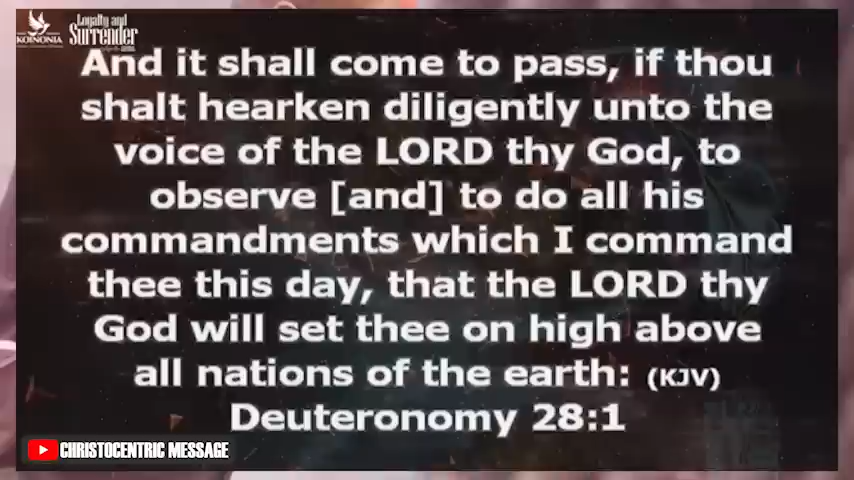 KOINONIA
Loyalty and
Surrender
And it shall come to pass, if thou
shalt hearken diligently unto the
voice of the LORD thy God, to
observe [and] to do all his
commandments which I command
thee this day, that the LORD thy
God will set thee on high above
all nations of the earth: (KJV)
Deuteronomy 28:1
CHRISTOCENTRIC MESSAGE